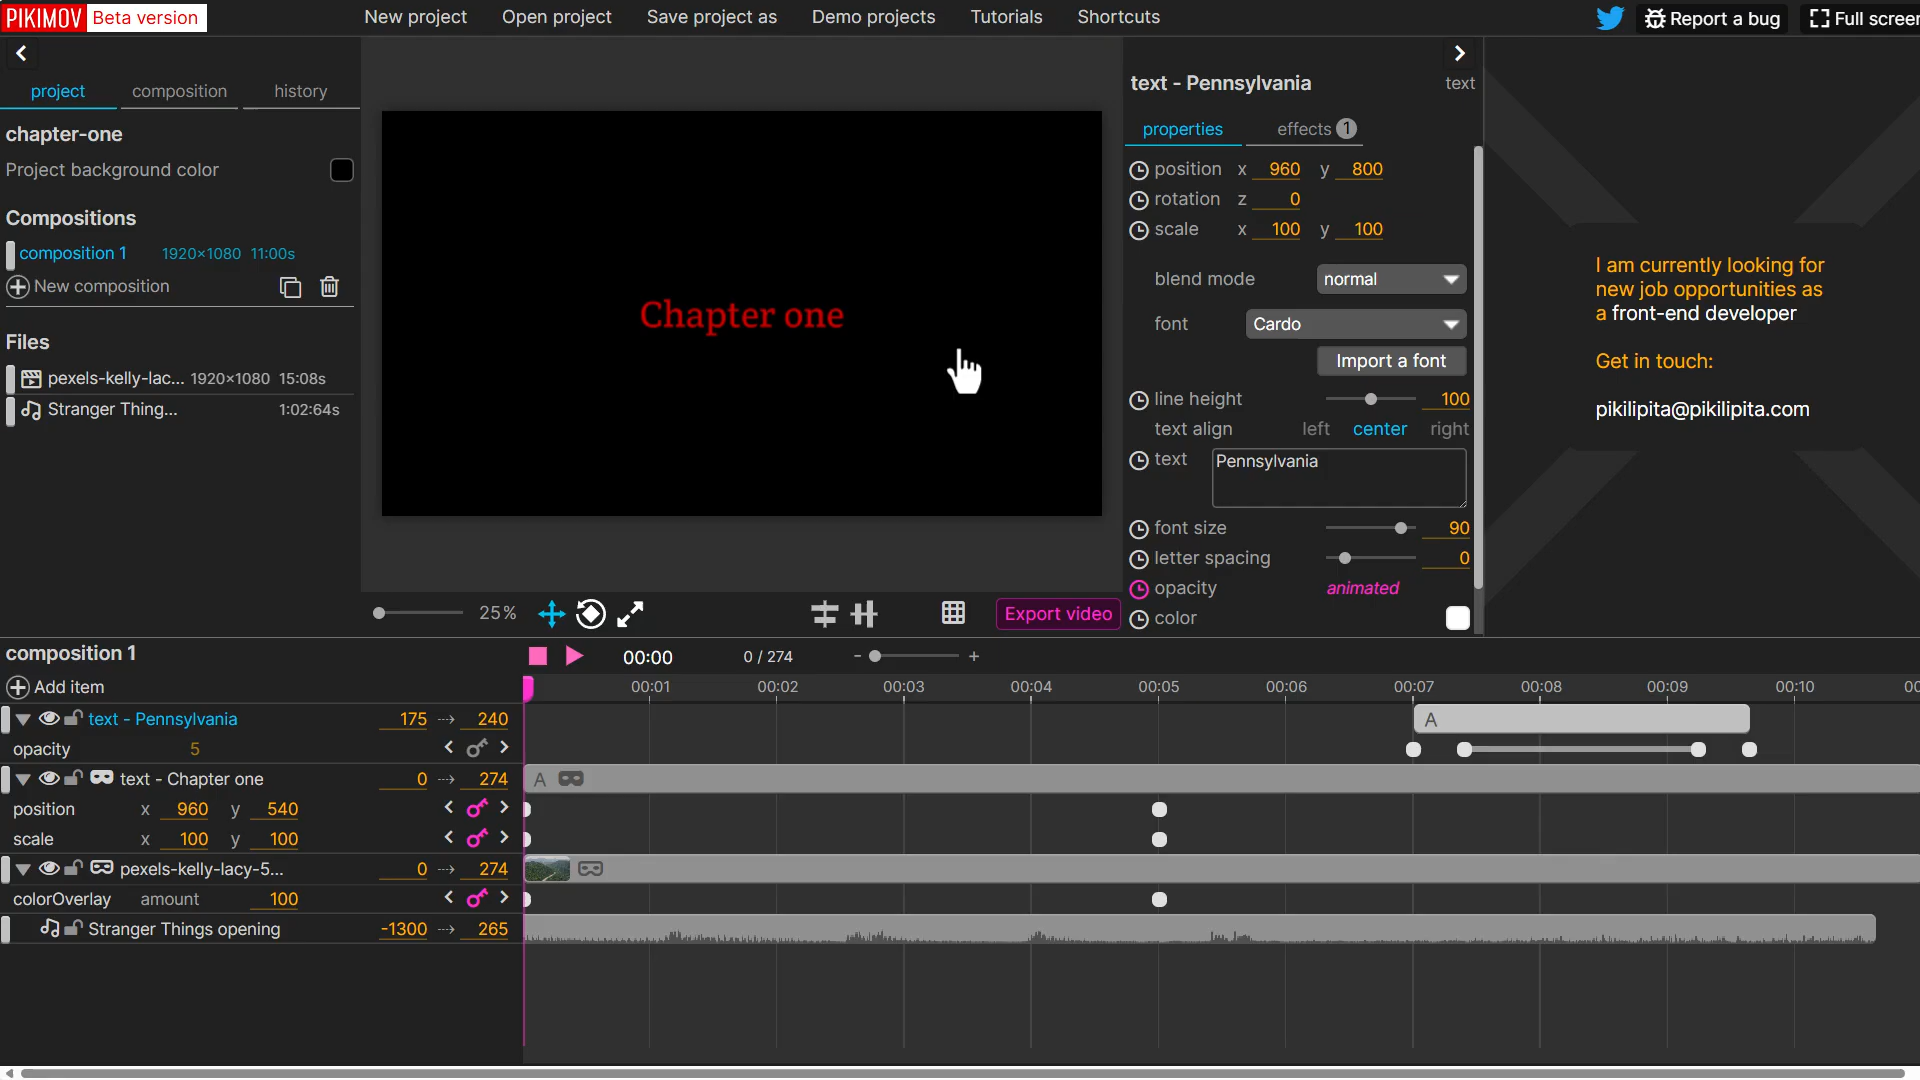 PIKIMOV Beta version
New project
Open project
Save project as
Demo projects
Tutorials
Shortcuts
Report a bug
Full screen
project
composition
history
chapter-one
Project background color
Compositions
composition 1 1920×1080 11:00s
New composition
Files
pexels-kelly-lac... 1920×1080 15:08s
Stranger Thing... 1:02:64s
Chapter one
25%
Export video
text - Pennsylvania text
properties
effects 1
position x 960 y 800
rotation z 0
scale x 100 y 100
blend mode normal
font Cardo
Import a font
line height 100
text align left center right
text Pennsylvania
font size 90
letter spacing 0
opacity animated
color
I am currently looking for
new job opportunities as
a front-end developer
Get in touch:
pikilipita@pikilipita.com
composition 1
00:00
0 / 274
- +
Add item
00:01 00:02 00:03 00:04 00:05 00:06 00:07 00:08 00:09 00:10 00
text - Pennsylvania 175 240
A
opacity 5
text - Chapter one 0 274
A
position x 960 y 540
scale x 100 y 100
pexels-kelly-lacy-5... 0 274
colorOverlay amount 100
Stranger Things opening -1300 265